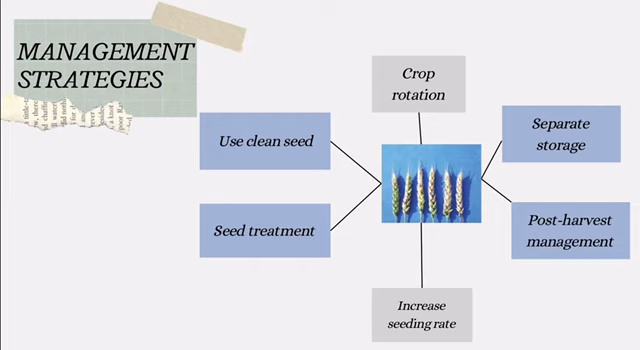 MANAGEMENT
STRATEGIES
Crop
rotation
Use clean seed
Separate
storage
Seed treatment
Post-harvest
management
Increase
seeding rate